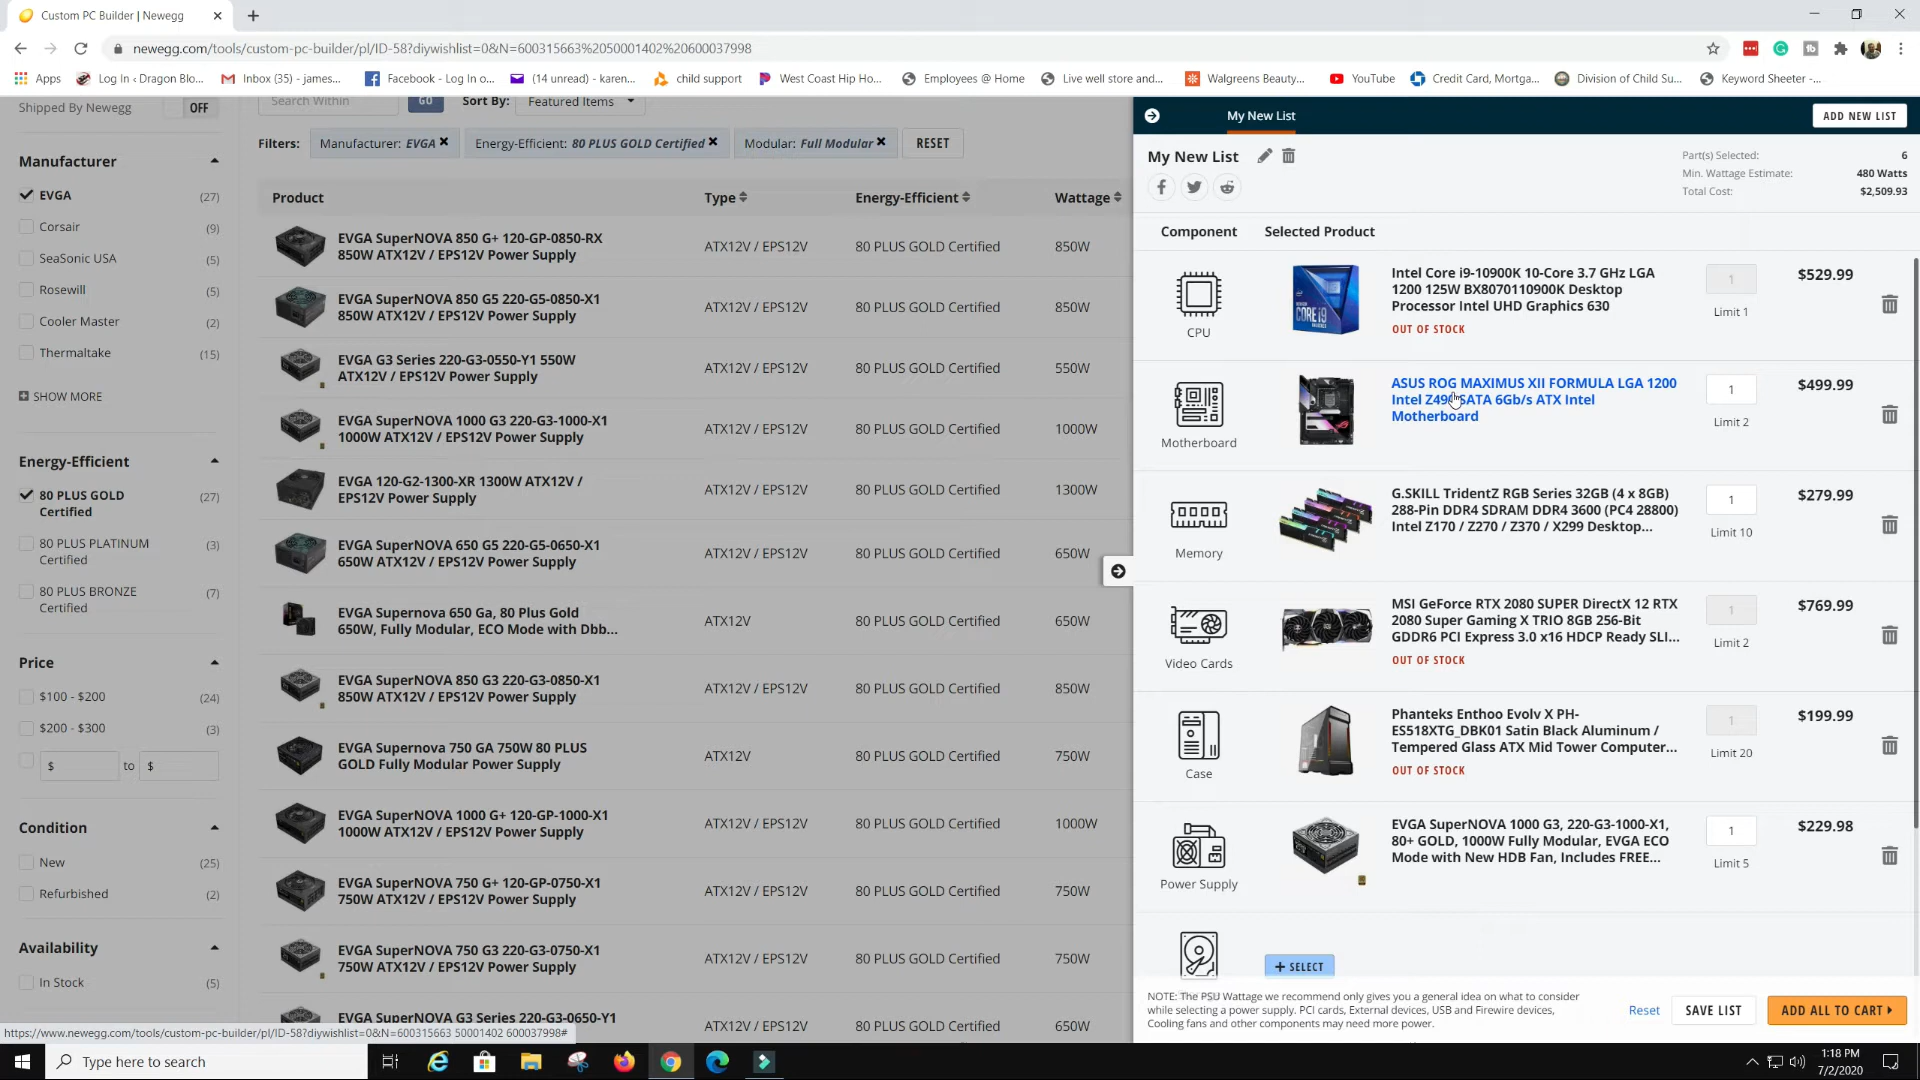 Custom PC Builder | Newegg
newegg.com/tools/custom-pc-builder/pl/ID-58?diywishlist=0&N=600315663%2050001402%20600037998
Apps
Log In ‹ Dragon Blo...
Inbox (35) - james...
Facebook - Log In o...
(14 unread) - karen...
child support
West Coast Hip Ho...
Employees @ Home
Live well store and...
Walgreens Beauty...
YouTube
Credit Card, Mortga...
Division of Child Su...
Keyword Sheeter -...
Shipped By Newegg OFF
Search Within GO Sort By: Featured Items
Filters: Manufacturer: EVGA Energy-Efficient: 80 PLUS GOLD Certified Modular: Full Modular RESET
Manufacturer
EVGA (27)
Corsair (9)
SeaSonic USA (5)
Rosewill (5)
Cooler Master (2)
Thermaltake (15)
SHOW MORE
Energy-Efficient
80 PLUS GOLD (27)
Certified
80 PLUS PLATINUM (3)
Certified
80 PLUS BRONZE (7)
Certified
Price
$100 - $200 (24)
$200 - $300 (3)
$ to $
Condition
New (25)
Refurbished (2)
Availability
In Stock (5)
Product Type Energy-Efficient Wattage
EVGA SuperNOVA 850 G+ 120-GP-0850-RX
850W ATX12V / EPS12V Power Supply
ATX12V / EPS12V 80 PLUS GOLD Certified 850W
EVGA SuperNOVA 850 G5 220-G5-0850-X1
850W ATX12V / EPS12V Power Supply
ATX12V / EPS12V 80 PLUS GOLD Certified 850W
EVGA G3 Series 220-G3-0550-Y1 550W
ATX12V / EPS12V Power Supply
ATX12V / EPS12V 80 PLUS GOLD Certified 550W
EVGA SuperNOVA 1000 G3 220-G3-1000-X1
1000W ATX12V / EPS12V Power Supply
ATX12V / EPS12V 80 PLUS GOLD Certified 1000W
EVGA 120-G2-1300-XR 1300W ATX12V /
EPS12V Power Supply
ATX12V / EPS12V 80 PLUS GOLD Certified 1300W
EVGA SuperNOVA 650 G5 220-G5-0650-X1
650W ATX12V / EPS12V Power Supply
ATX12V / EPS12V 80 PLUS GOLD Certified 650W
EVGA Supernova 650 Ga, 80 Plus Gold
650W, Fully Modular, ECO Mode with Dbb...
ATX12V 80 PLUS GOLD Certified 650W
EVGA SuperNOVA 850 G3 220-G3-0850-X1
850W ATX12V / EPS12V Power Supply
ATX12V / EPS12V 80 PLUS GOLD Certified 850W
EVGA Supernova 750 GA 750W 80 PLUS
GOLD Fully Modular Power Supply
ATX12V 80 PLUS GOLD Certified 750W
EVGA SuperNOVA 1000 G+ 120-GP-1000-X1
1000W ATX12V / EPS12V Power Supply
ATX12V / EPS12V 80 PLUS GOLD Certified 1000W
EVGA SuperNOVA 750 G+ 120-GP-0750-X1
750W ATX12V / EPS12V Power Supply
ATX12V / EPS12V 80 PLUS GOLD Certified 750W
EVGA SuperNOVA 750 G3 220-G3-0750-X1
750W ATX12V / EPS12V Power Supply
ATX12V / EPS12V 80 PLUS GOLD Certified 750W
EVGA SuperNOVA G3 Series 220-G3-0650-Y1
ATX12V / EPS12V 80 PLUS GOLD Certified 650W
My New List ADD NEW LIST
My New List
Part(s) Selected: 6
Min. Wattage Estimate: 480 Watts
Total Cost: $2,509.93
Component Selected Product
CPU
Intel Core i9-10900K 10-Core 3.7 GHz LGA
1200 125W BX8070110900K Desktop
Processor Intel UHD Graphics 630
OUT OF STOCK
1
Limit 1
$529.99
Motherboard
ASUS ROG MAXIMUS XII FORMULA LGA 1200
Intel Z490 SATA 6Gb/s ATX Intel
Motherboard
1
Limit 2
$499.99
Memory
G.SKILL TridentZ RGB Series 32GB (4 x 8GB)
288-Pin DDR4 SDRAM DDR4 3600 (PC4 28800)
Intel Z170 / Z270 / Z370 / X299 Desktop...
1
Limit 10
$279.99
Video Cards
MSI GeForce RTX 2080 SUPER DirectX 12 RTX
2080 Super Gaming X TRIO 8GB 256-Bit
GDDR6 PCI Express 3.0 x16 HDCP Ready SLI...
OUT OF STOCK
1
Limit 2
$769.99
Case
Phanteks Enthoo Evolv X PH-
ES518XTG_DBK01 Satin Black Aluminum /
Tempered Glass ATX Mid Tower Computer...
OUT OF STOCK
1
Limit 20
$199.99
Power Supply
EVGA SuperNOVA 1000 G3, 220-G3-1000-X1,
80+ GOLD, 1000W Fully Modular, EVGA ECO
Mode with New HDB Fan, Includes FREE...
1
Limit 5
$229.98
+ SELECT
NOTE: The PSU Wattage we recommend only gives you a general idea on what to consider
while selecting a power supply. PCI cards, External devices, USB and Firewire devices,
Cooling fans and other components may need more power.
Reset SAVE LIST ADD ALL TO CART
https://www.newegg.com/tools/custom-pc-builder/pl/ID-58?diywishlist=0&N=600315663 50001402 600037998#
Type here to search
1:18 PM
7/2/2020